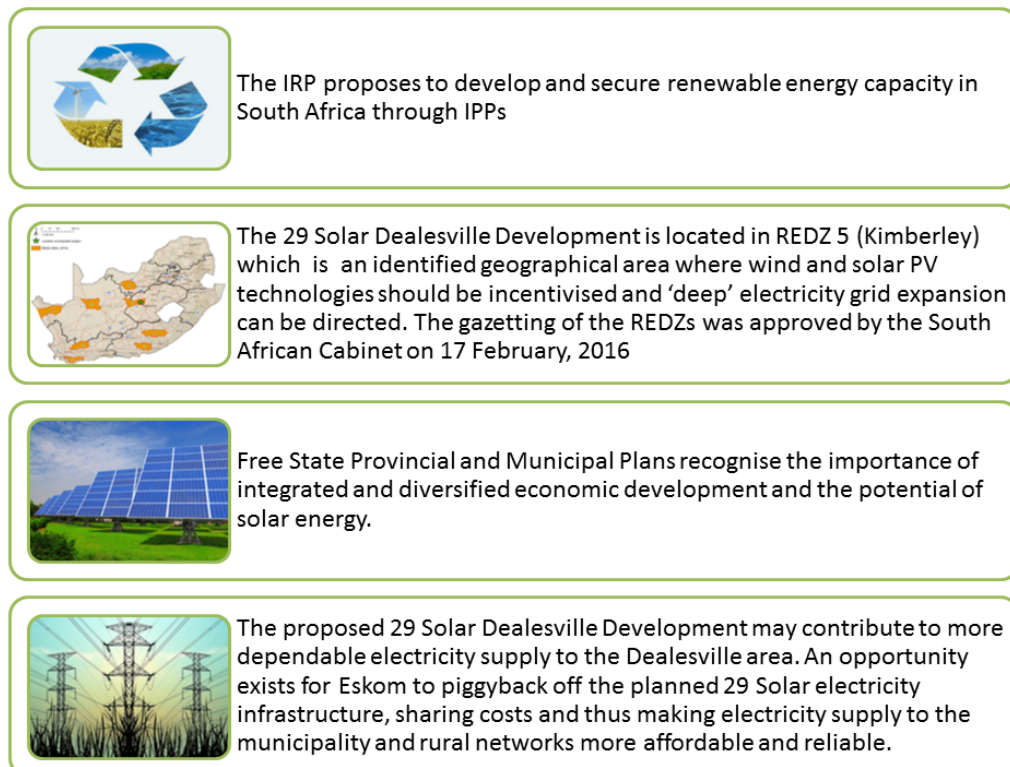 The IRP proposes to develop and secure renewable energy capacity in
South Africa through IPPs
The 29 Solar Dealesville Development is located in REDZ 5 (Kimberley)
which is an identified geographical area where wind and solar PV
technologies should be incentivised and ‘deep’ electricity grid expansion
can be directed. The gazetting of the REDZs was approved by the South
African Cabinet on 17 February, 2016
Free State Provincial and Municipal Plans recognise the importance of
integrated and diversified economic development and the potential of
solar energy.
The proposed 29 Solar Dealesville Development may contribute to more
dependable electricity supply to the Dealesville area. An opportunity
exists for Eskom to piggyback off the planned 29 Solar electricity
infrastructure, sharing costs and thus making electricity supply to the
municipality and rural networks more affordable and reliable.